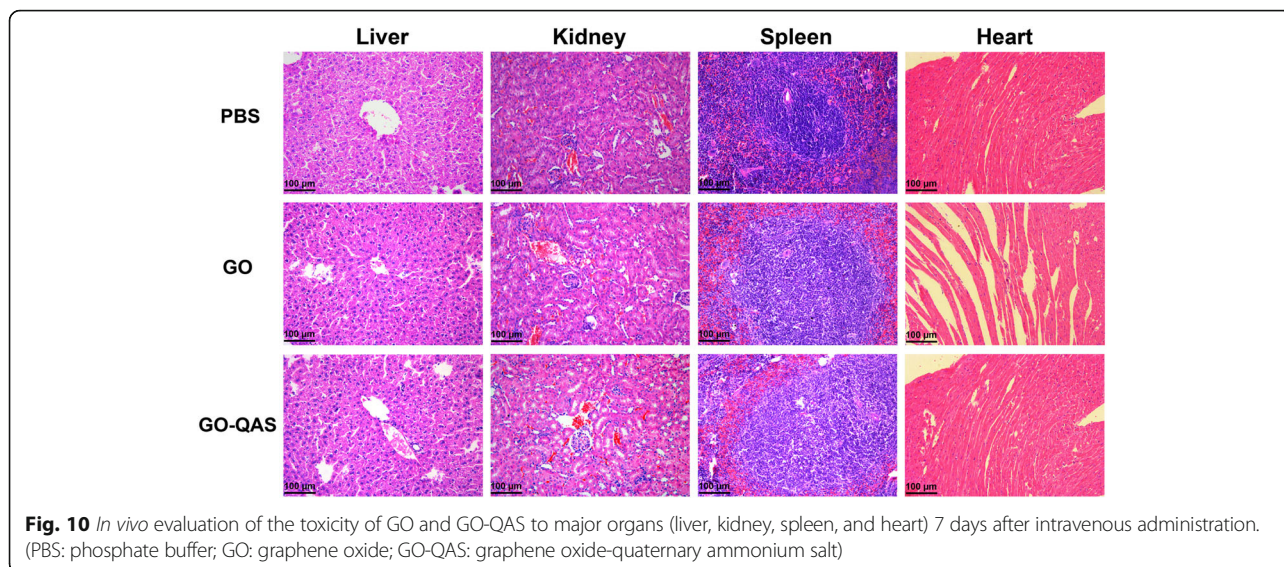 Liver Kidney Spleen Heart
PBS
100 μm 100 μm 100 μm 100 μm
GO
100 μm 100 μm 100 μm 100 μm
GO-QAS
100 μm 100 μm 100 μm 100 μm
Fig. 10 In vivo evaluation of the toxicity of GO and GO-QAS to major organs (liver, kidney, spleen, and heart) 7 days after intravenous administration.
(PBS: phosphate buffer; GO: graphene oxide; GO-QAS: graphene oxide-quaternary ammonium salt)